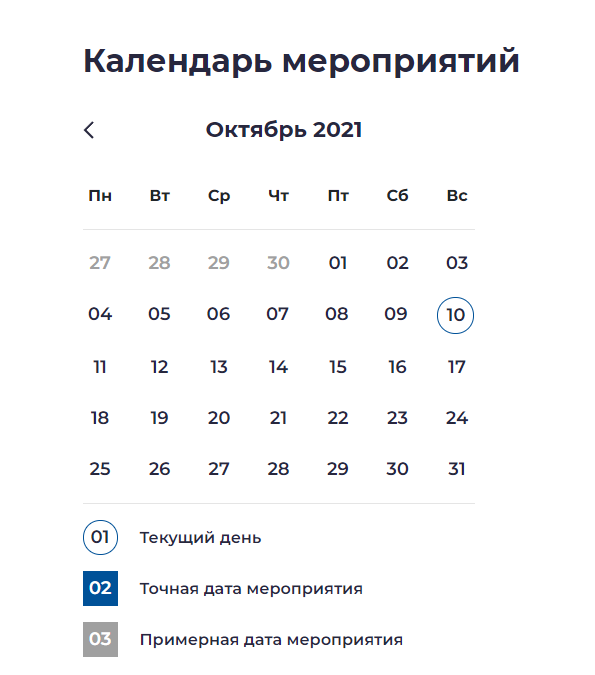 Календарь мероприятий
Октябрь 2021
Пн Вт Ср Чт Пт Сб Вс
27 28 29 30 01 02 03
04 05 06 07 08 09 10
11 12 13 14 15 16 17
18 19 20 21 22 23 24
25 26 27 28 29 30 31
01 Текущий день
02 Точная дата мероприятия
03 Примерная дата мероприятия